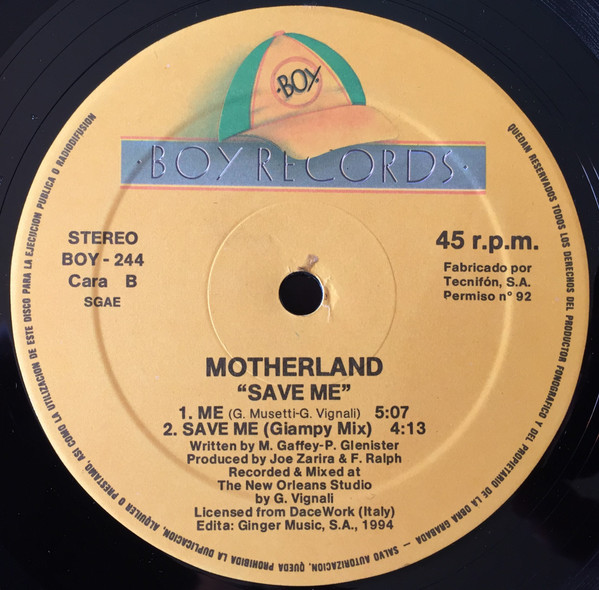 BOY
·BOY RECORDS·
STEREO
BOY - 244
Cara B
SGAE
45 r.p.m.
Fabricado por
Tecnifón, S.A.
Permiso nº 92
MOTHERLAND
“SAVE ME”
1. ME (G. Musetti-G. Vignali) 5:07
2. SAVE ME (Giampy Mix) 4:13
Written by M. Gaffey-P. Glenister
Produced by Joe Zarira & F. Ralph
Recorded & Mixed at
The New Orleans Studio
by G. Vignali
Licensed from DaceWork (Italy)
Edita: Ginger Music, S.A., 1994
QUEDAN RESERVADOS TODOS LOS DERECHOS DEL PRODUCTOR FONOGRAFICO Y DEL PROPIETARIO DE LA OBRA GRABADA — SALVO AUTORIZACION, QUEDA PROHIBIDA LA DUPLICACION, ALQUILER O PRESTAMO, ASI COMO LA UTILIZACION DE ESTE DISCO PARA LA EJECUCION PUBLICA O RADIODIFUSION